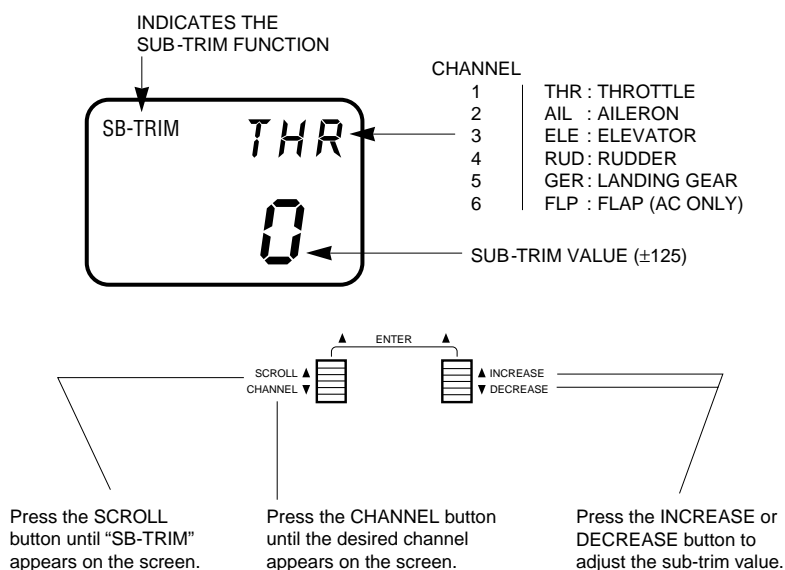 INDICATES THE
SUB-TRIM FUNCTION
SB-TRIM
THR
0
CHANNEL
1 THR : THROTTLE
2 AIL : AILERON
3 ELE : ELEVATOR
4 RUD : RUDDER
5 GER : LANDING GEAR
6 FLP : FLAP (AC ONLY)
SUB-TRIM VALUE (±125)
ENTER
SCROLL
CHANNEL
INCREASE
DECREASE
Press the SCROLL
button until “SB-TRIM”
appears on the screen.
Press the CHANNEL button
until the desired channel
appears on the screen.
Press the INCREASE or
DECREASE button to
adjust the sub-trim value.